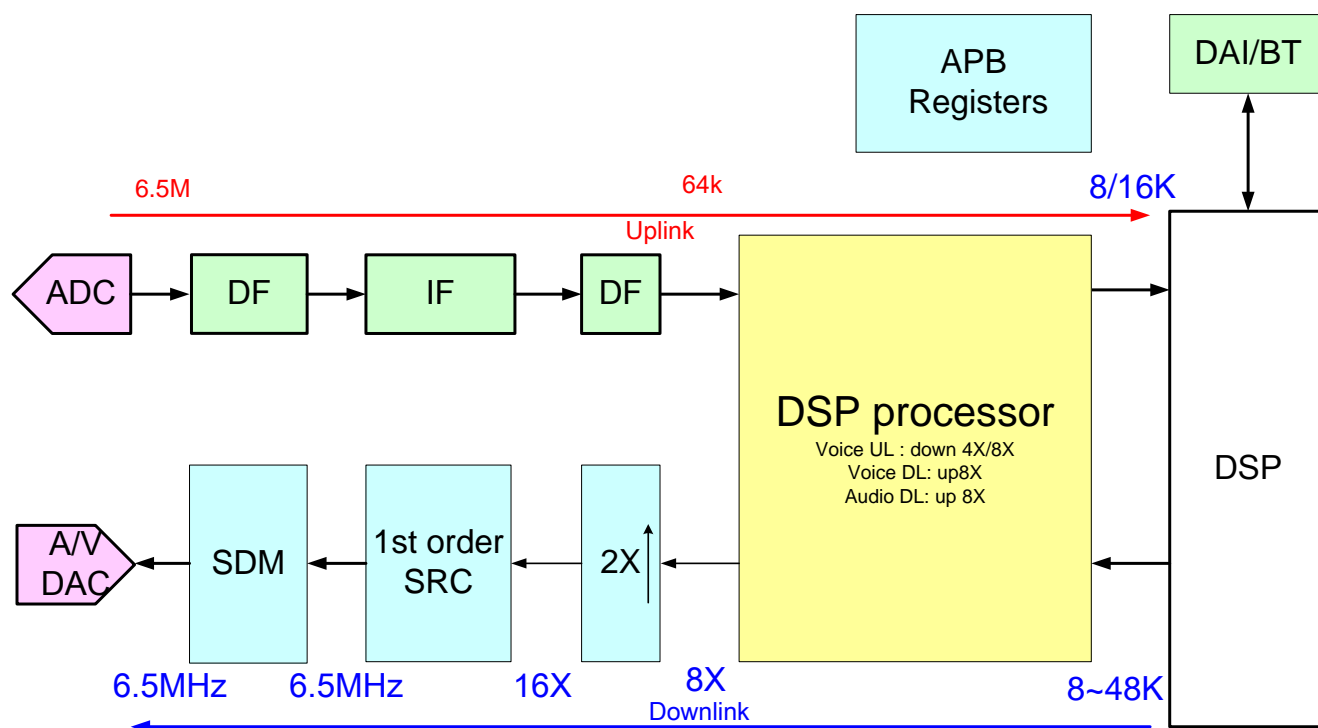 APB
Registers
DAI/BT
6.5M
64k
8/16K
Uplink
ADC
DF
IF
DF
DSP processor
Voice UL : down 4X/8X
Voice DL: up8X
Audio DL: up 8X
DSP
A/V
DAC
SDM
1st order
SRC
2X
6.5MHz
6.5MHz
16X
8X
8~48K
Downlink